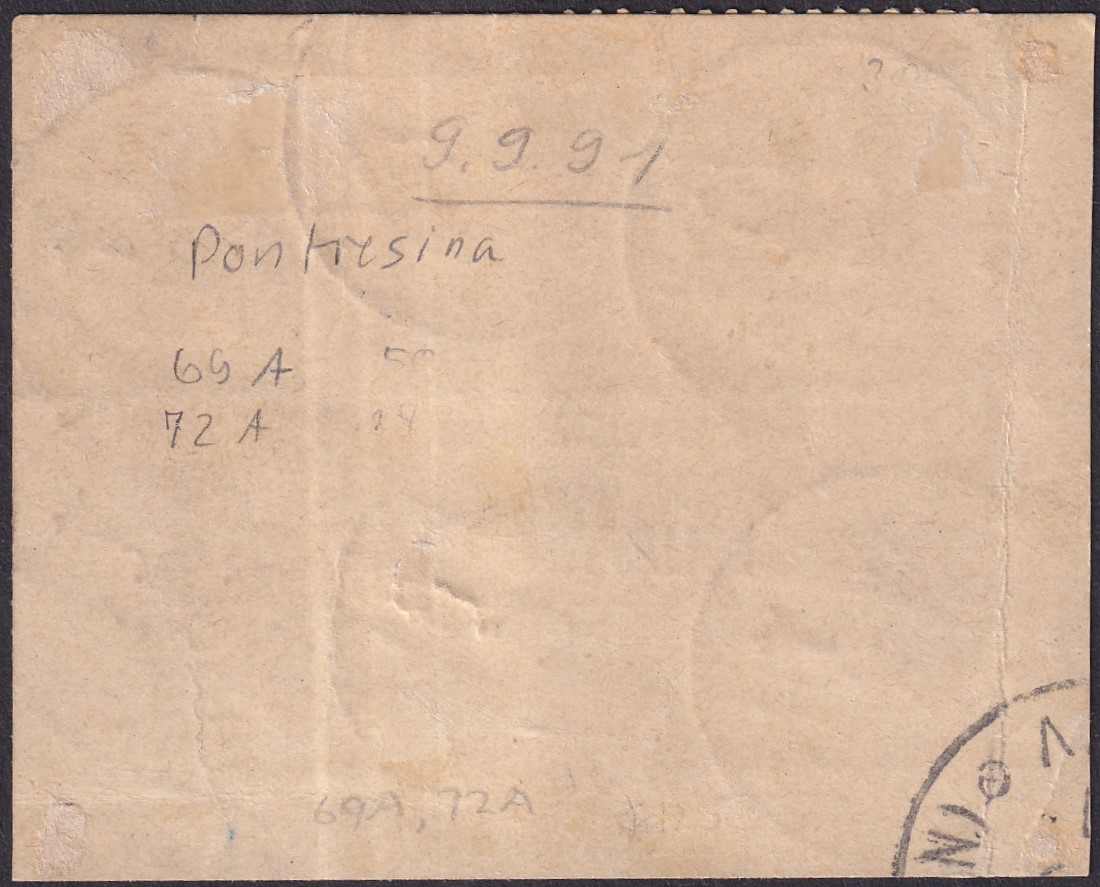 9.9.91
Pontresina
69 A
72 A
69A, 72A
N.)